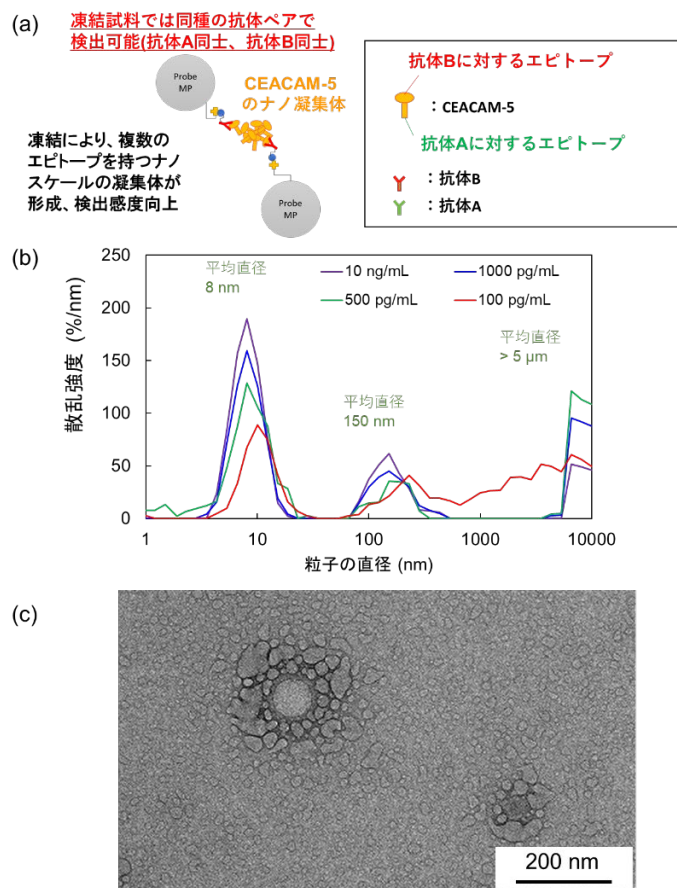 (a)
凍結試料では同種の抗体ペアで
検出可能(抗体A同士、抗体B同士)
Probe
MP
CEACAM-5
のナノ凝集体
凍結により、複数の
エピトープを持つナノ
スケールの凝集体が
形成、検出感度向上
Probe
MP
抗体Bに対するエピトープ
：CEACAM-5
抗体Aに対するエピトープ
：抗体B
：抗体A
(b)
散乱強度 (%/nm)
250
200
150
100
50
0
平均直径
8 nm
10 ng/mL
1000 pg/mL
500 pg/mL
100 pg/mL
平均直径
150 nm
平均直径
> 5 μm
1
10
100
1000
10000
粒子の直径 (nm)
(c)
200 nm